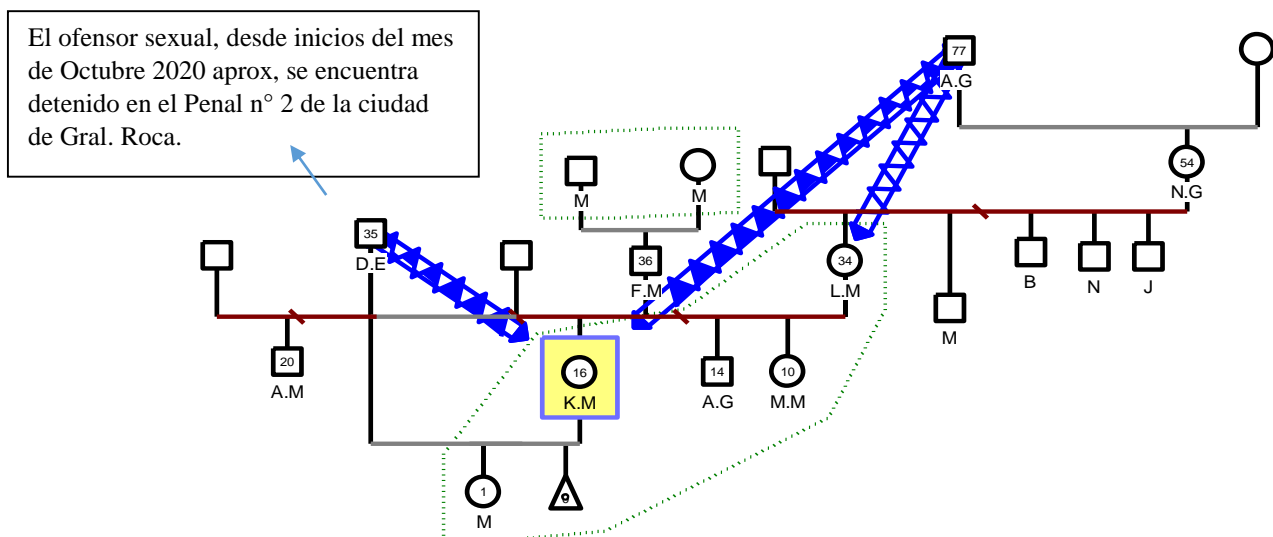 El ofensor sexual, desde inicios del mes
de Octubre 2020 aprox, se encuentra
detenido en el Penal n° 2 de la ciudad
de Gral. Roca.
77
A.G
54
N.G
M
M
35
D.E
36
F.M
34
L.M
B
N
J
M
20
A.M
16
K.M
14
A.G
10
M.M
1
M